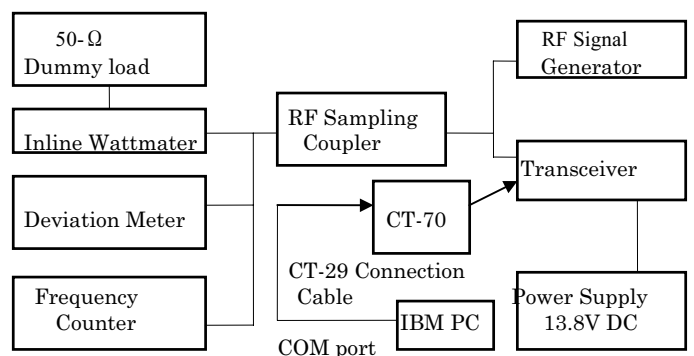 50-Ω
Dummy load
Inline Wattmater
Deviation Meter
Frequency
Counter
RF Sampling
Coupler
CT-70
CT-29 Connection
Cable
IBM PC
COM port
RF Signal
Generator
Transceiver
Power Supply
13.8V DC